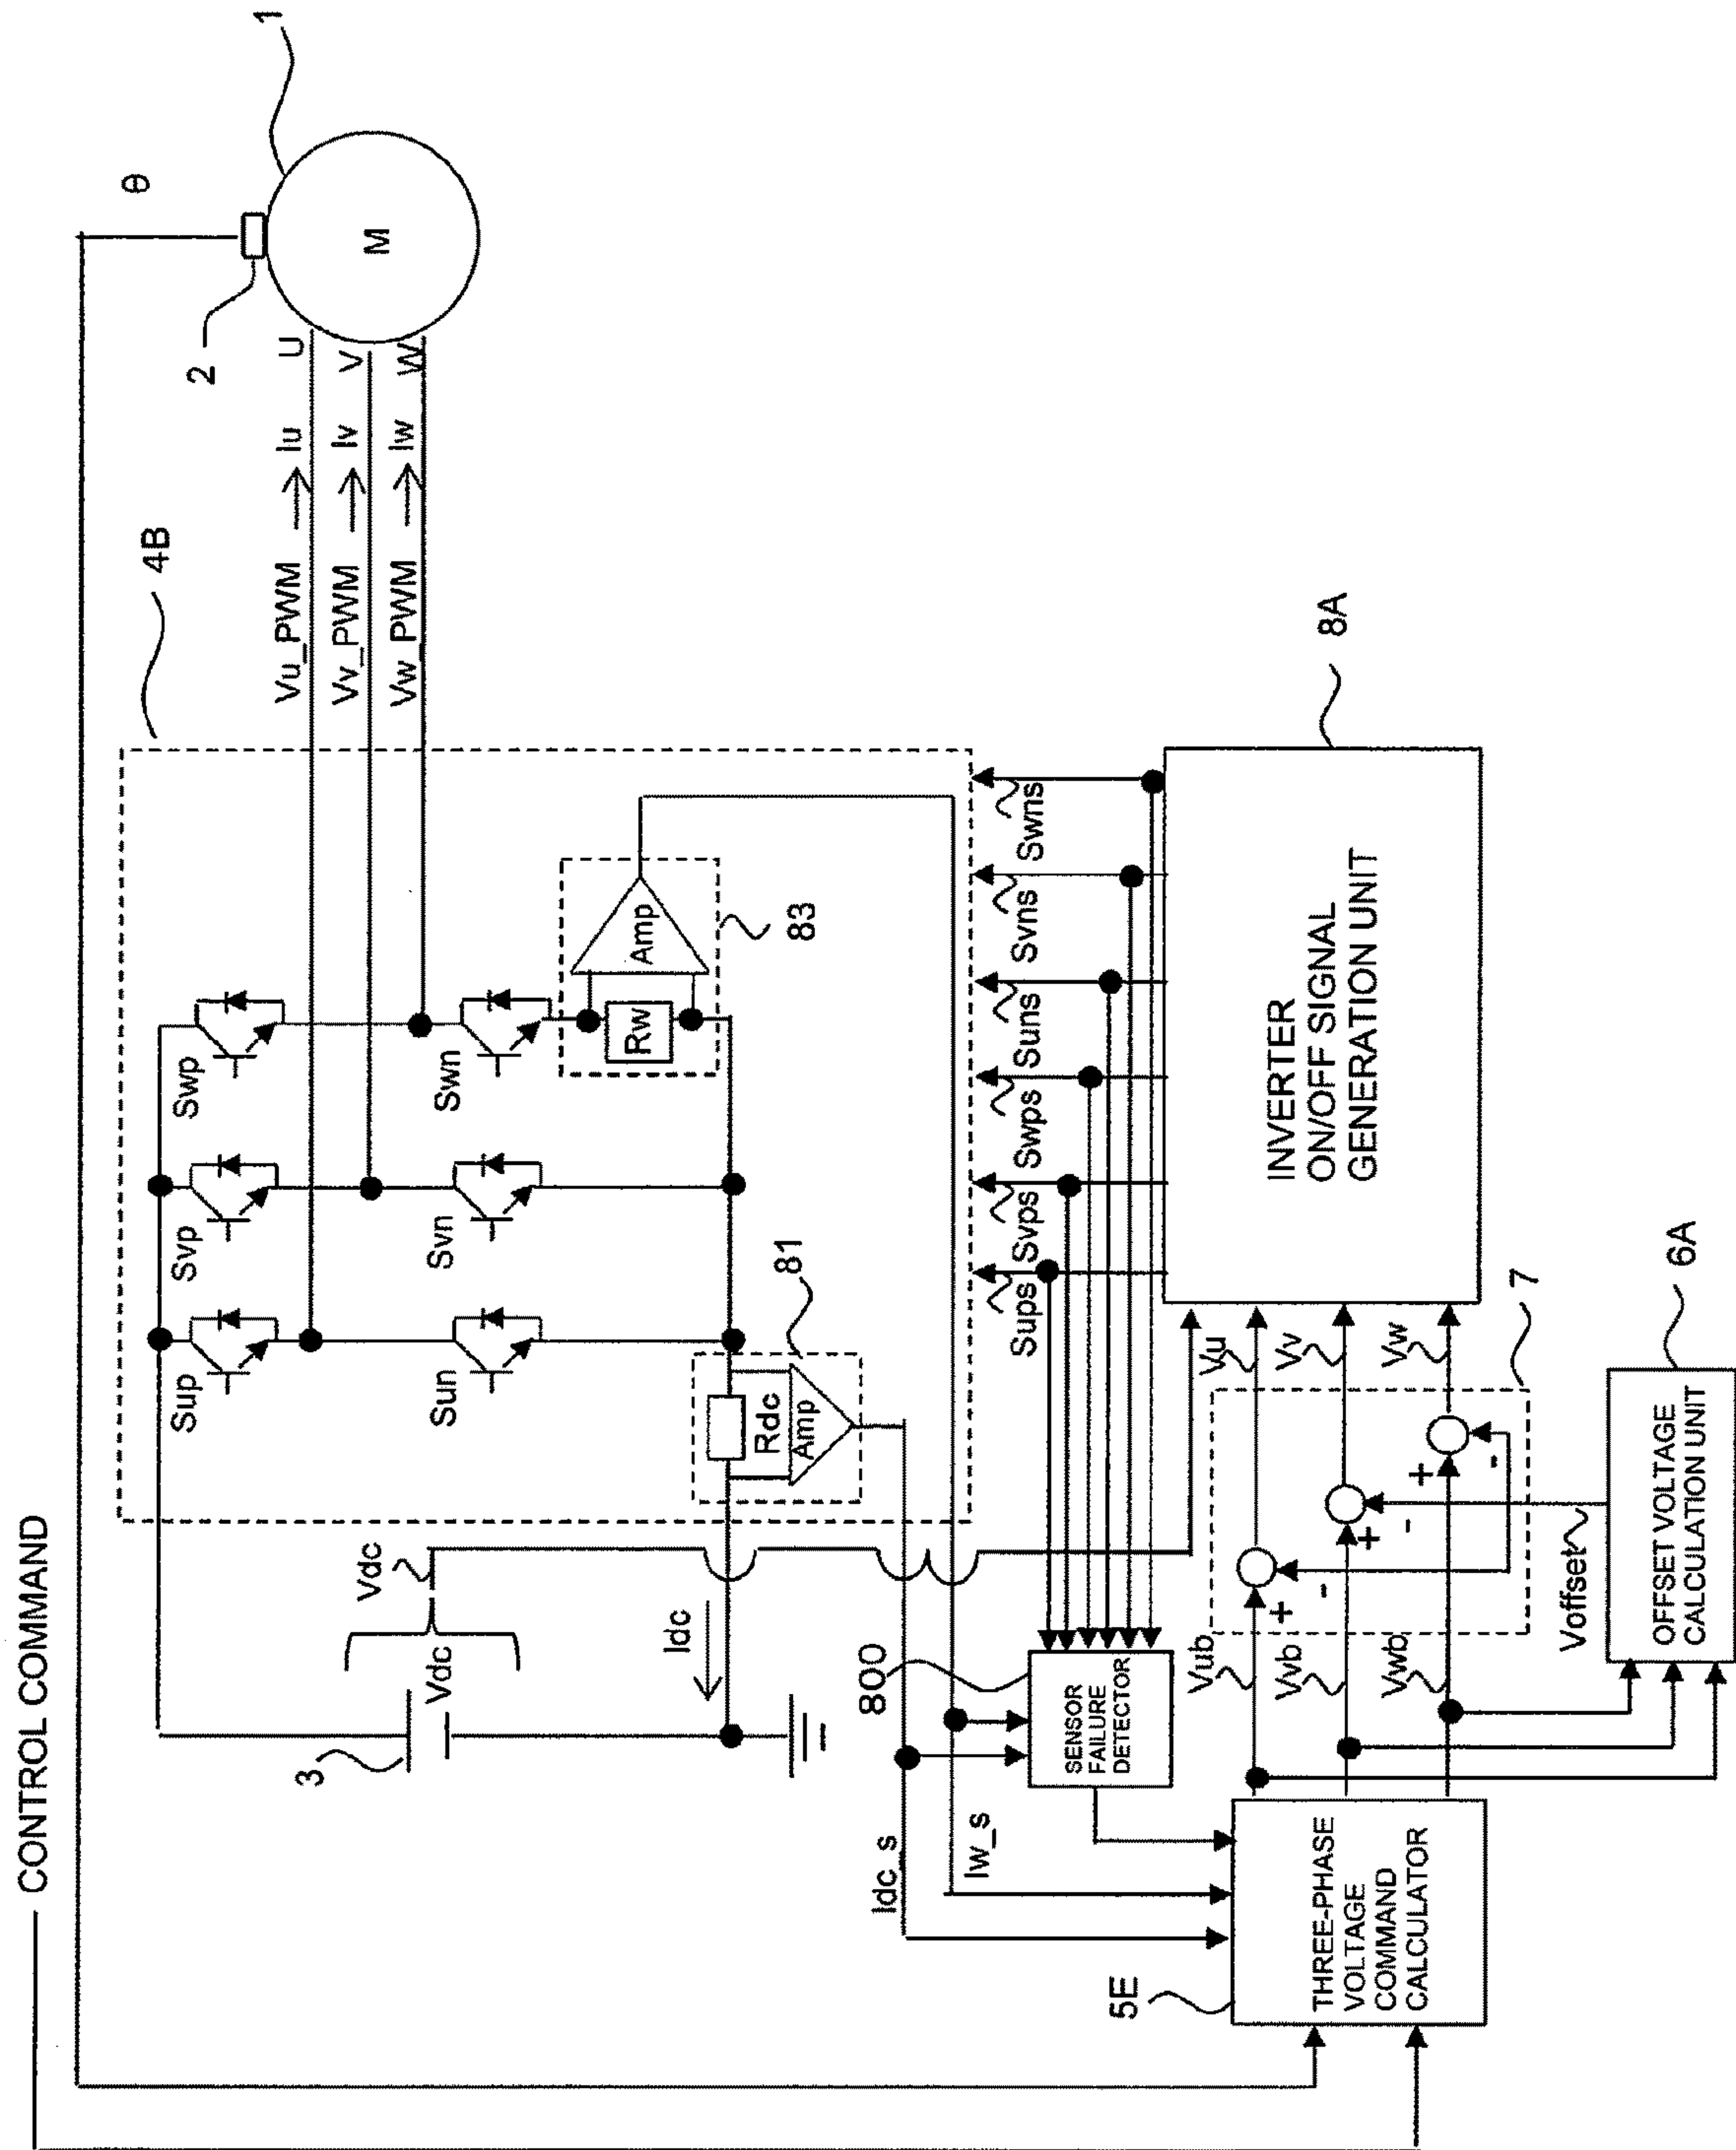 CONTROL COMMAND
θ
1
2
M
U
V
W
Vu_PWM
Iu
Vv_PWM
Iv
Vw_PWM
Iw
4B
3
Vdc
Vdc
Idc
Sup
Svp
Swp
Sun
Svn
Swn
Rdc
Amp
81
Rw
Amp
83
Idc_s
Iw_s
800
SENSOR
FAILURE
DETECTOR
Sups
Svps
Swps
Suns
Svns
Swns
5E
THREE-PHASE
VOLTAGE
COMMAND
CALCULATOR
Vub
Vvb
Vwb
+
-
+
-
+
-
7
Vu
Vv
Vw
Voffset
OFFSET VOLTAGE
CALCULATION UNIT
6A
INVERTER
ON/OFF SIGNAL
GENERATION UNIT
8A